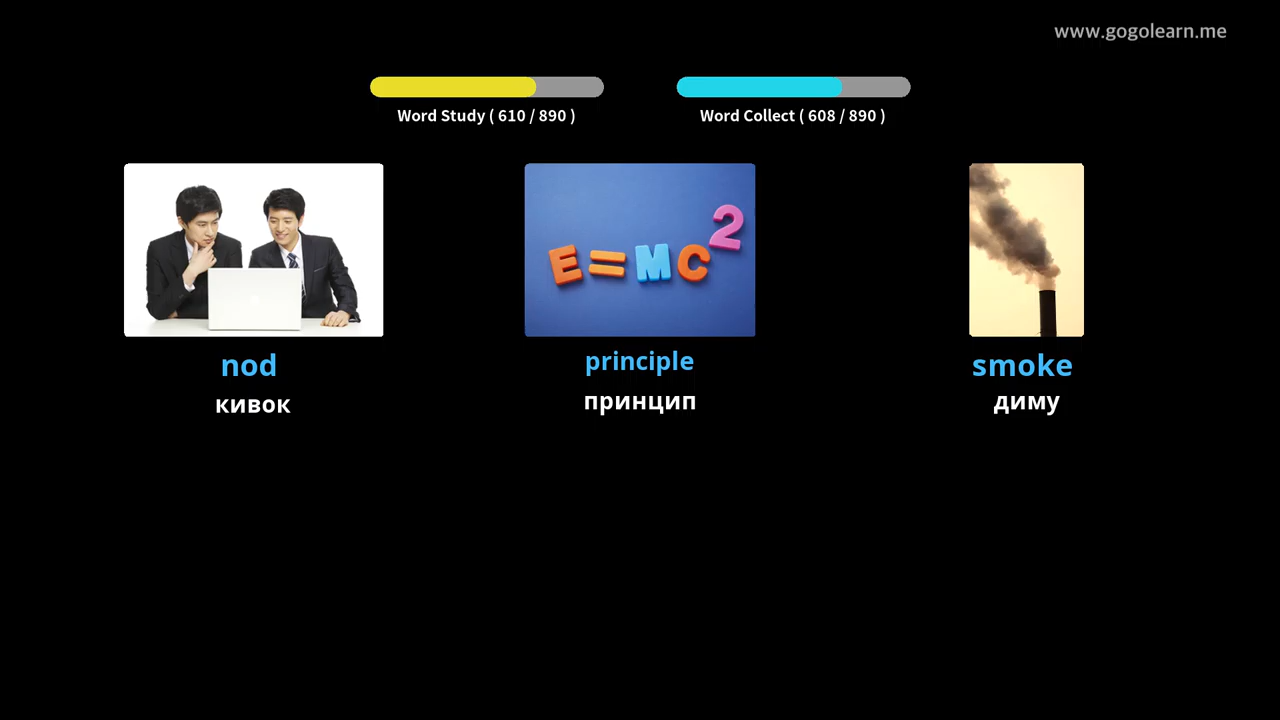 www.gogolearn.me
Word Study ( 610 / 890 )
Word Collect ( 608 / 890 )
E=MC2
nod
principle
smoke
кивок
принцип
диму